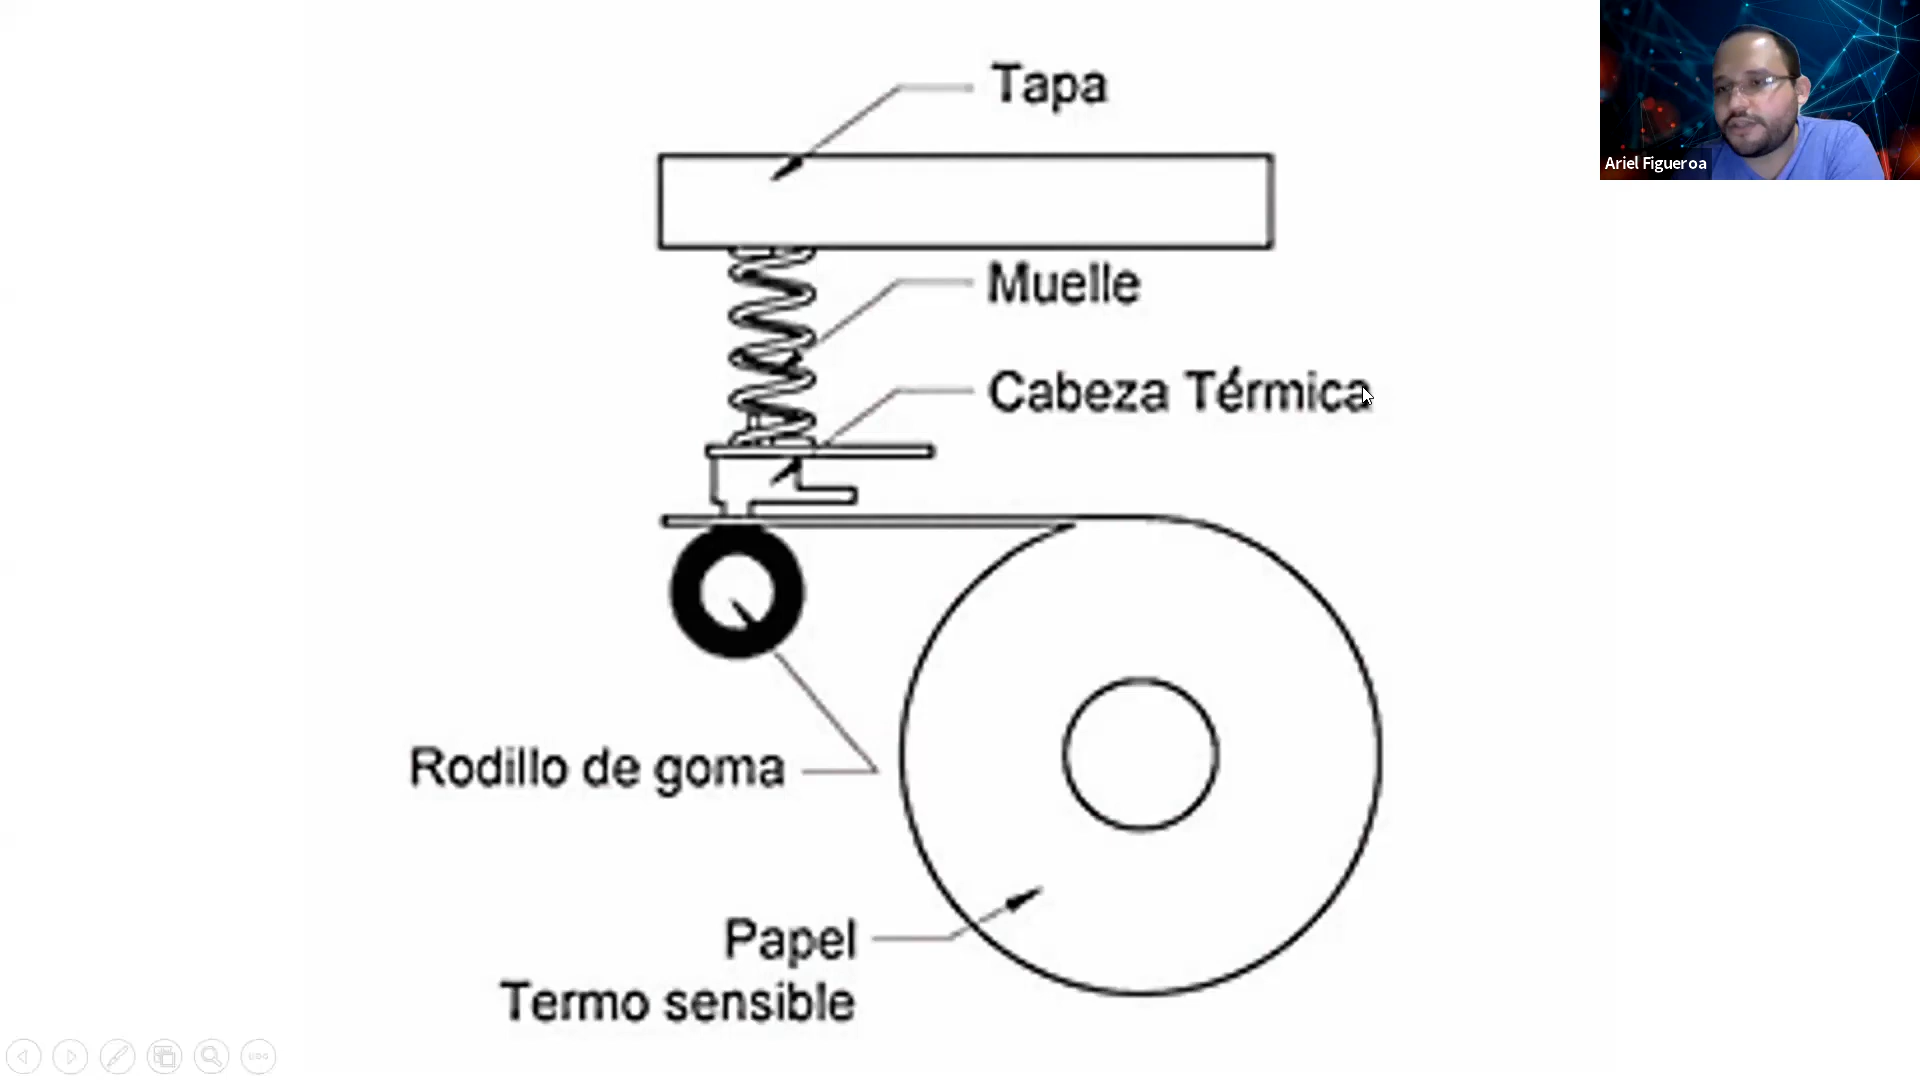 Tapa
Ariel Figueroa
Muelle
Cabeza Térmica
Rodillo de goma
Papel
Termo sensible